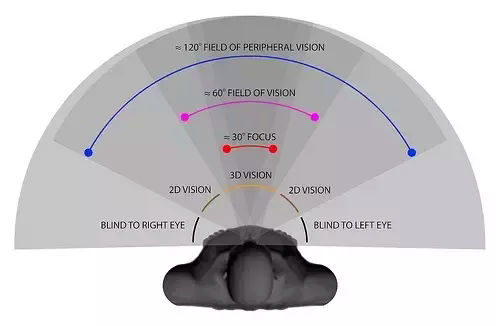 ≈ 120° FIELD OF PERIPHERAL VISION
≈ 60° FIELD OF VISION
≈ 30° FOCUS
3D VISION
2D VISION
2D VISION
BLIND TO RIGHT EYE
BLIND TO LEFT EYE